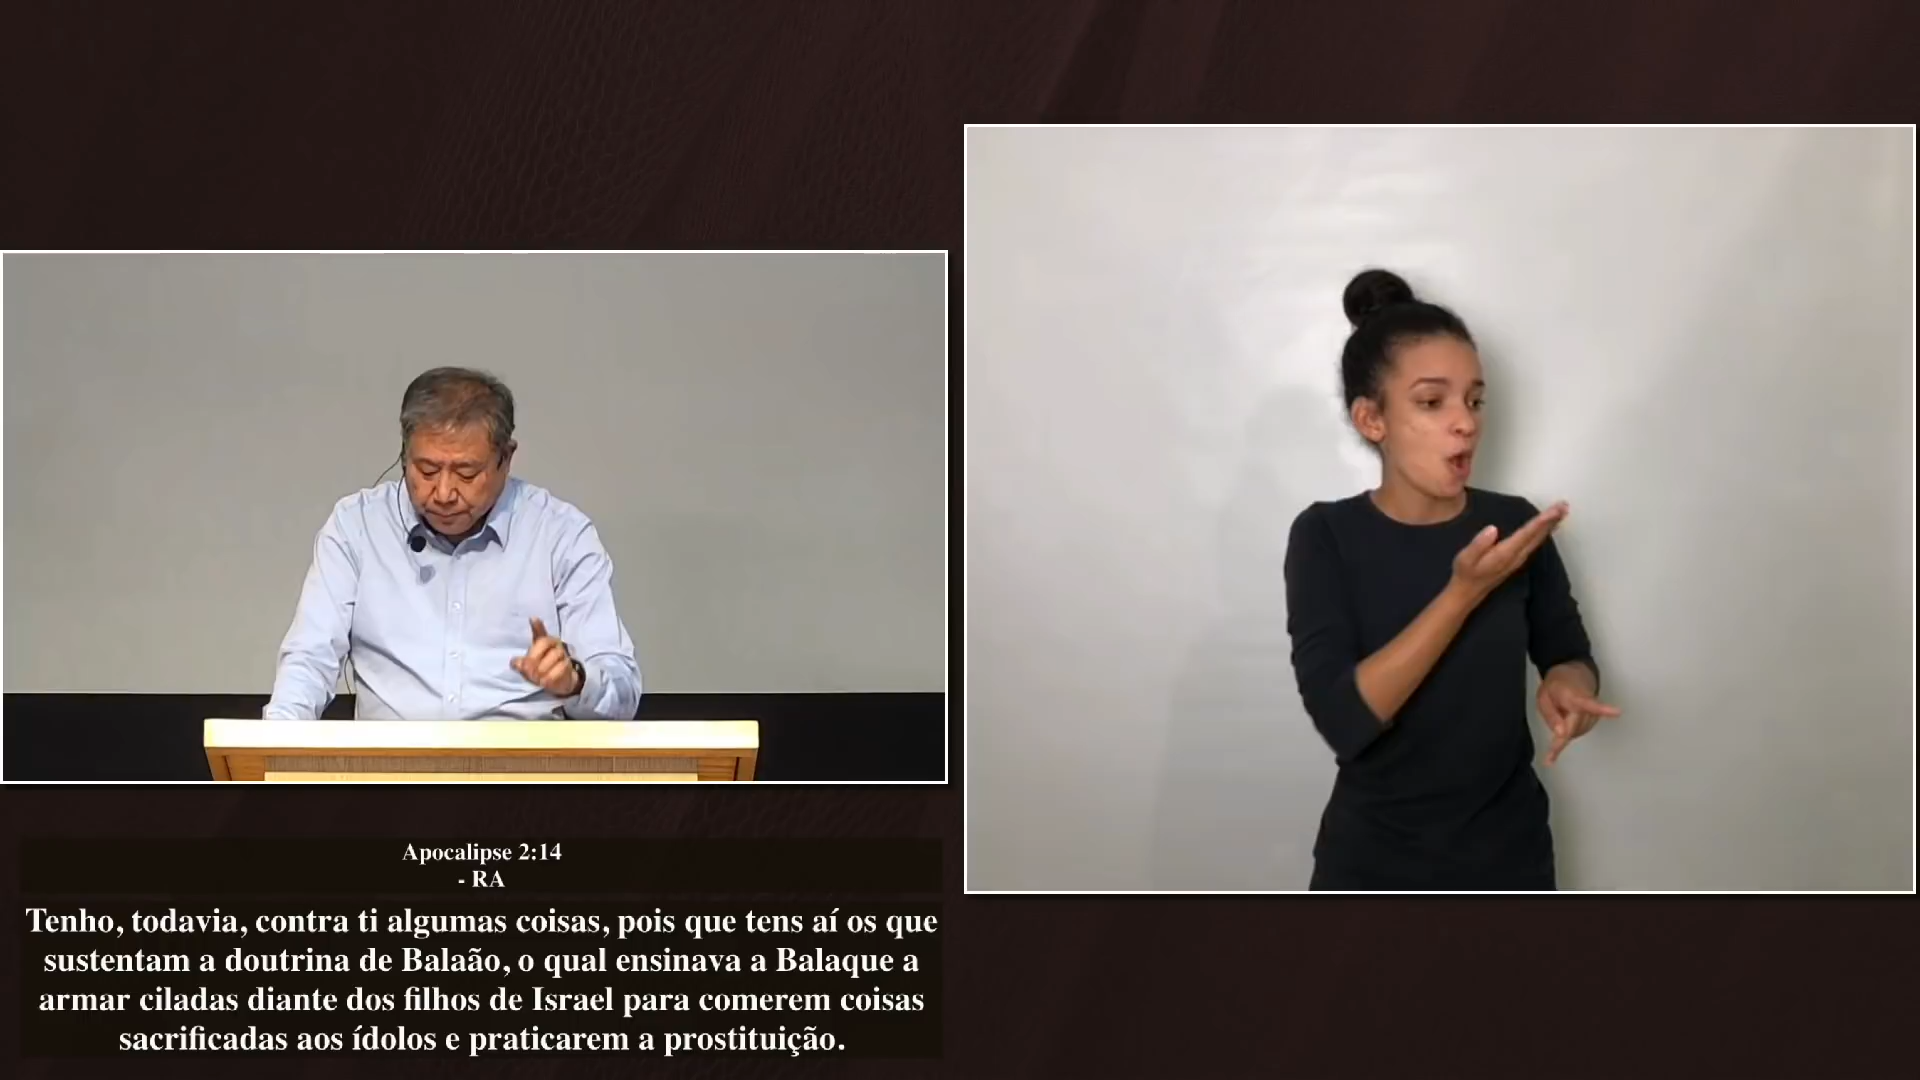 Apocalipse 2:14
- RA
Tenho, todavia, contra ti algumas coisas, pois que tens aí os que
sustentam a doutrina de Balaão, o qual ensinava a Balaque a
armar ciladas diante dos filhos de Israel para comerem coisas
sacrificadas aos ídolos e praticarem a prostituição.